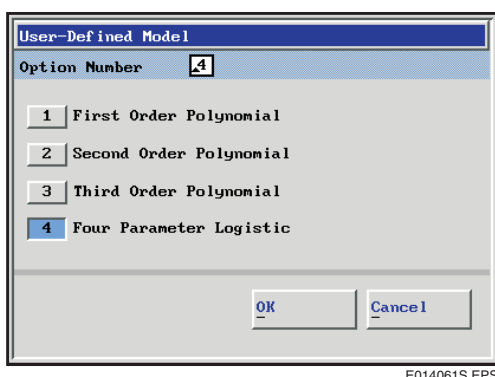 User-Defined Model
Option Number 4
1 First Order Polynomial
2 Second Order Polynomial
3 Third Order Polynomial
4 Four Parameter Logistic
OK Cancel
E014061S.EPS